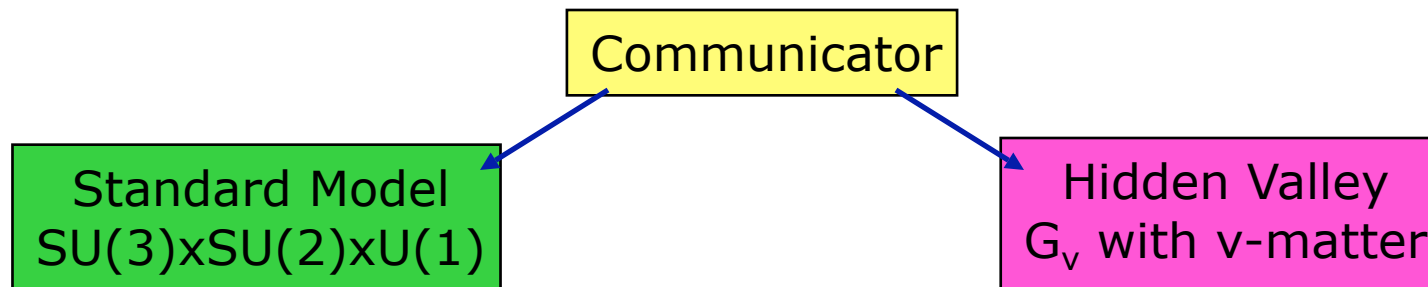 Communicator
Standard Model
SU(3)xSU(2)xU(1)
Hidden Valley
Gv with v-matter